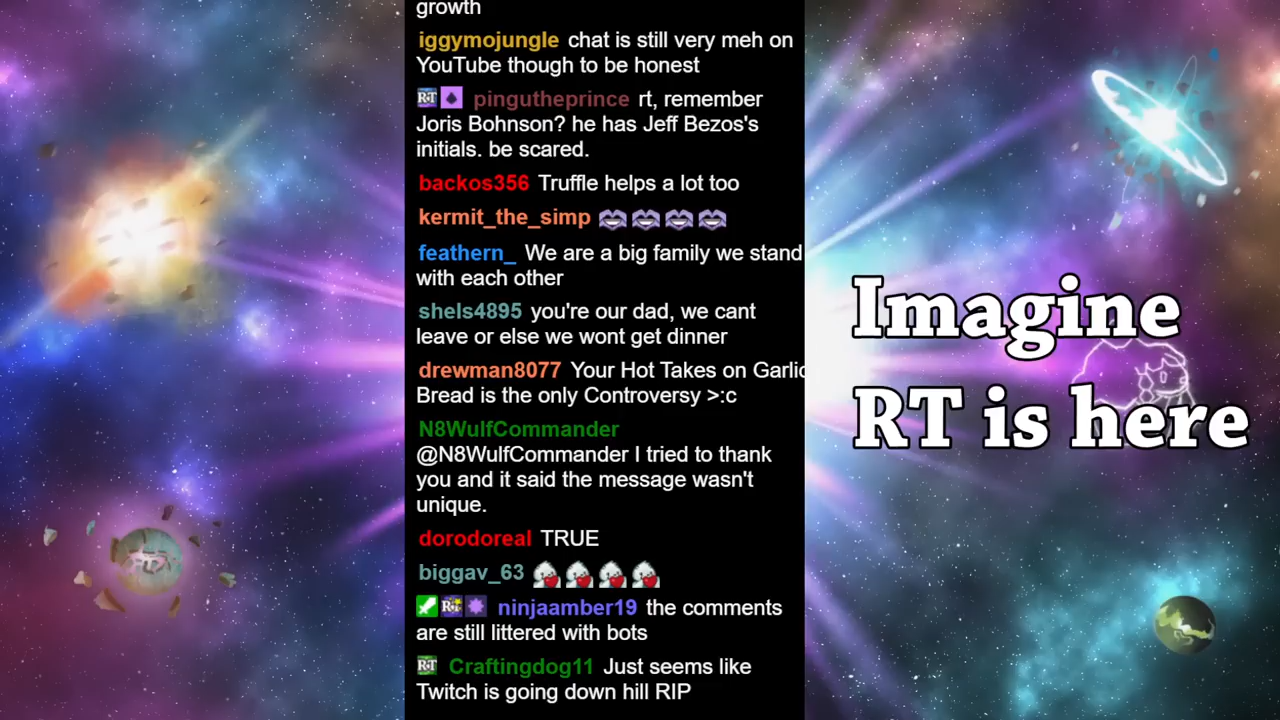 growth
iggymojungle chat is still very meh on
YouTube though to be honest
RT pingutheprince rt, remember
Joris Bohnson? he has Jeff Bezos's
initials. be scared.
backos356 Truffle helps a lot too
kermit_the_simp
feathern_ We are a big family we stand
with each other
shels4895 you're our dad, we cant
leave or else we wont get dinner
drewman8077 Your Hot Takes on Garlic
Bread is the only Controversy >:c
N8WulfCommander
@N8WulfCommander I tried to thank
you and it said the message wasn't
unique.
dorodoreal TRUE
biggav_63
RT ninjaamber19 the comments
are still littered with bots
RT Craftingdog11 Just seems like
Twitch is going down hill RIP
Imagine
RT is here